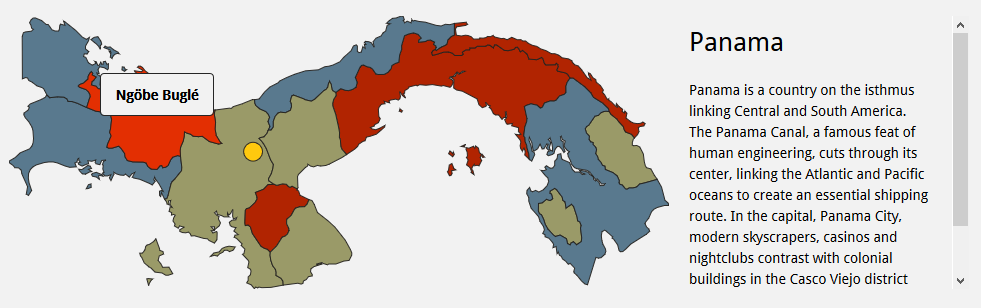 Panama
Ngöbe Buglé
Panama is a country on the isthmus
linking Central and South America.
The Panama Canal, a famous feat of
human engineering, cuts through its
center, linking the Atlantic and Pacific
oceans to create an essential shipping
route. In the capital, Panama City,
modern skyscrapers, casinos and
nightclubs contrast with colonial
buildings in the Casco Viejo district